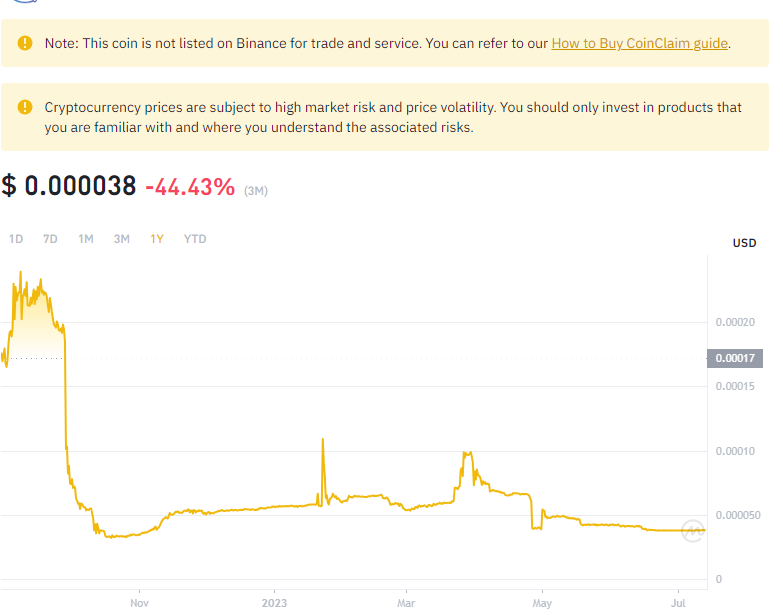 Note: This coin is not listed on Binance for trade and service. You can refer to our How to Buy CoinClaim guide.
Cryptocurrency prices are subject to high market risk and price volatility. You should only invest in products that
you are familiar with and where you understand the associated risks.
$ 0.000038 -44.43% (3M)
1D 7D 1M 3M 1Y YTD
USD
0.00020
0.00017
0.00015
0.00010
0.000050
0
Nov 2023 Mar May Jul